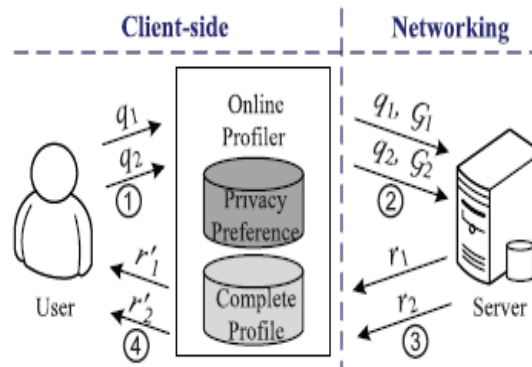 Client-side
Networking
Online
Profiler
q1
q2
①
Privacy
Preference
q1, G1
q2, G2
②
User
r'1
r'2
④
Complete
Profile
r1
r2
③
Server